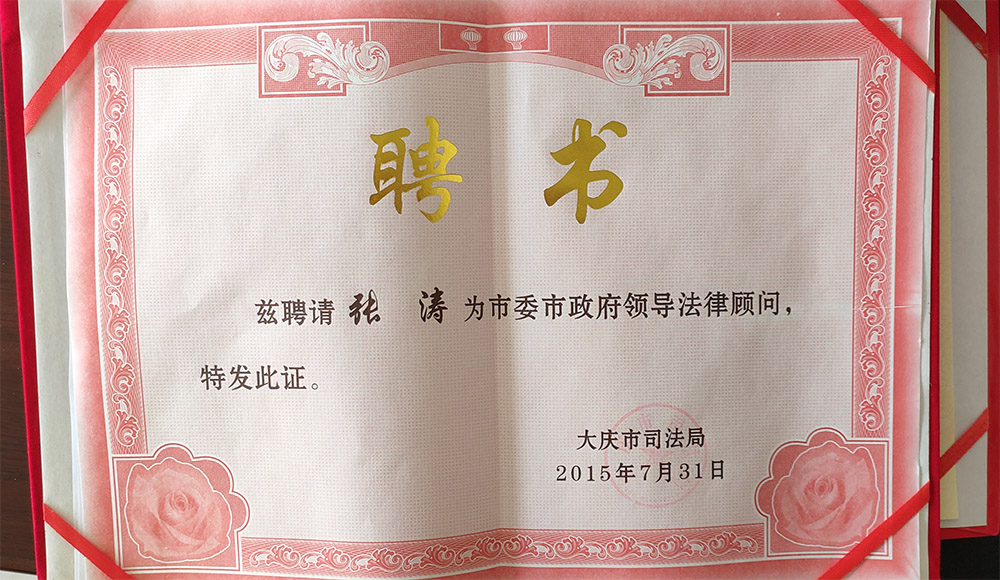 聘书
兹聘请 张 涛 为市委市政府领导法律顾问，
特发此证。
大庆市司法局
2015年7月31日